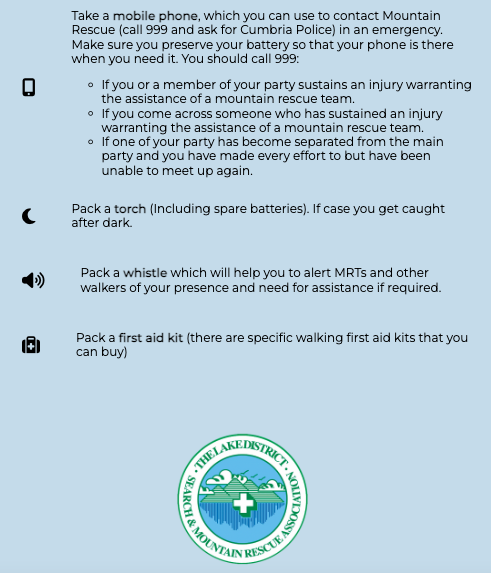 Take a mobile phone, which you can use to contact Mountain
Rescue (call 999 and ask for Cumbria Police) in an emergency.
Make sure you preserve your battery so that your phone is there
when you need it. You should call 999:
If you or a member of your party sustains an injury warranting
the assistance of a mountain rescue team.
If you come across someone who has sustained an injury
warranting the assistance of a mountain rescue team.
If one of your party has become separated from the main
party and you have made every effort to but have been
unable to meet up again.
Pack a torch (Including spare batteries). If case you get caught
after dark.
Pack a whistle which will help you to alert MRTs and other
walkers of your presence and need for assistance if required.
Pack a first aid kit (there are specific walking first aid kits that you
can buy)
· THE LAKE DISTRICT ·
SEARCH & MOUNTAIN RESCUE ASSOCIATION